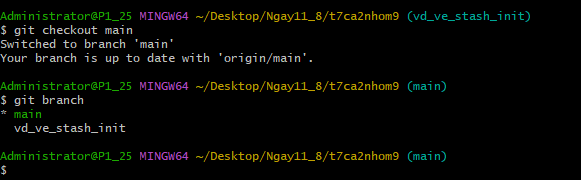 Administrator@P1_25 MINGW64 ~/Desktop/Ngay11_8/t7ca2nhom9 (vd_ve_stash_init)
$ git checkout main
Switched to branch 'main'
Your branch is up to date with 'origin/main'.
Administrator@P1_25 MINGW64 ~/Desktop/Ngay11_8/t7ca2nhom9 (main)
$ git branch
* main
  vd_ve_stash_init
Administrator@P1_25 MINGW64 ~/Desktop/Ngay11_8/t7ca2nhom9 (main)
$